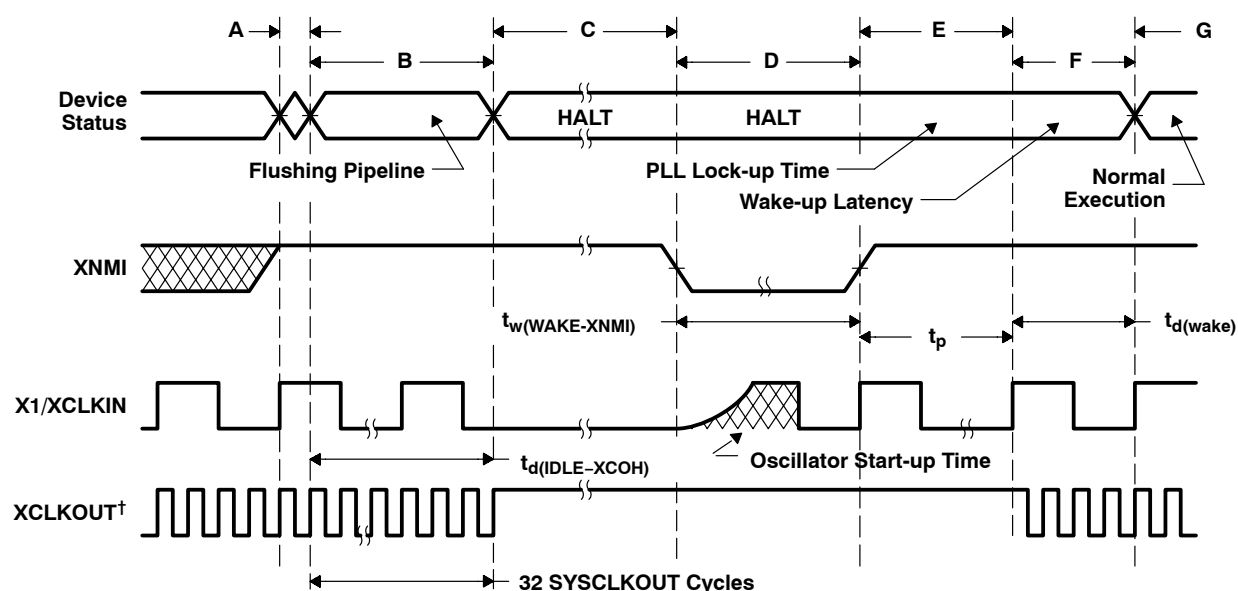 A
C
E
G
B
D
F
Device
Status
HALT
HALT
Flushing Pipeline
PLL Lock-up Time
Wake-up Latency
Normal
Execution
XNMI
tw(WAKE-XNMI)
tp
td(wake)
X1/XCLKIN
td(IDLE−XCOH)
Oscillator Start-up Time
XCLKOUT†
32 SYSCLKOUT Cycles